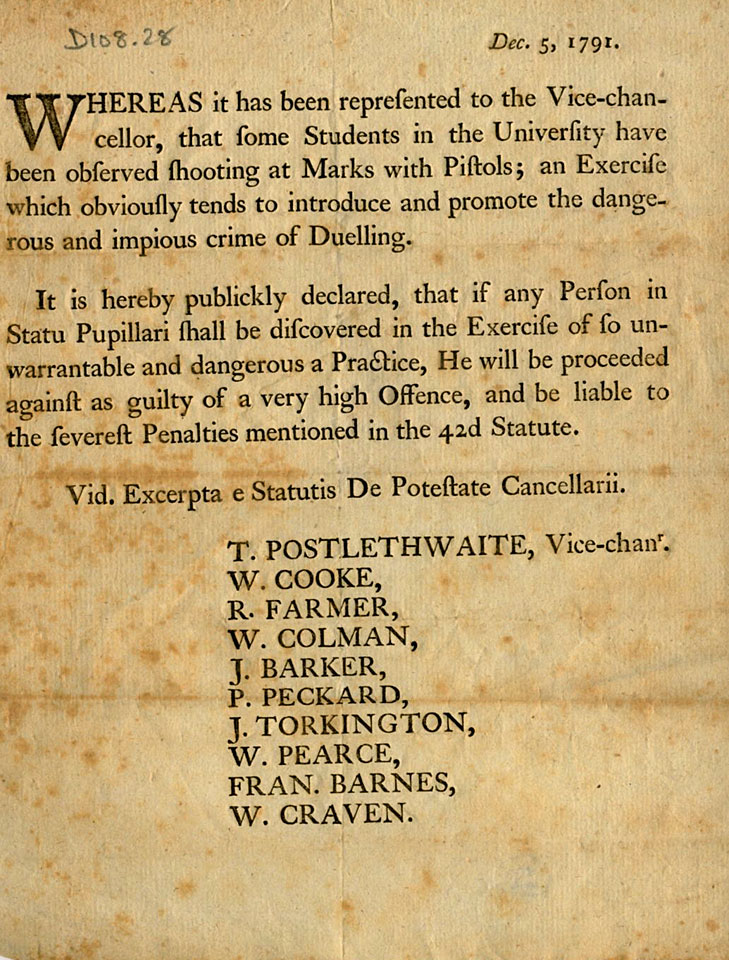 D108.28
Dec. 5, 1791.
WHEREAS it has been repreſented to the Vice-chan-
cellor, that ſome Students in the Univerſity have
been obſerved ſhooting at Marks with Piſtols; an Exerciſe
which obviouſly tends to introduce and promote the dange-
rous and impious crime of Duelling.
It is hereby publickly declared, that if any Perſon in
Statu Pupillari ſhall be diſcovered in the Exerciſe of ſo un-
warrantable and dangerous a Practice, He will be proceeded
againſt as guilty of a very high Offence, and be liable to
the ſevereſt Penalties mentioned in the 42d Statute.
Vid. Excerpta e Statutis De Poteſtate Cancellarii.
T. POSTLETHWAITE, Vice-chanʳ.
W. COOKE,
R. FARMER,
W. COLMAN,
J. BARKER,
P. PECKARD,
J. TORKINGTON,
W. PEARCE,
FRAN. BARNES,
W. CRAVEN.